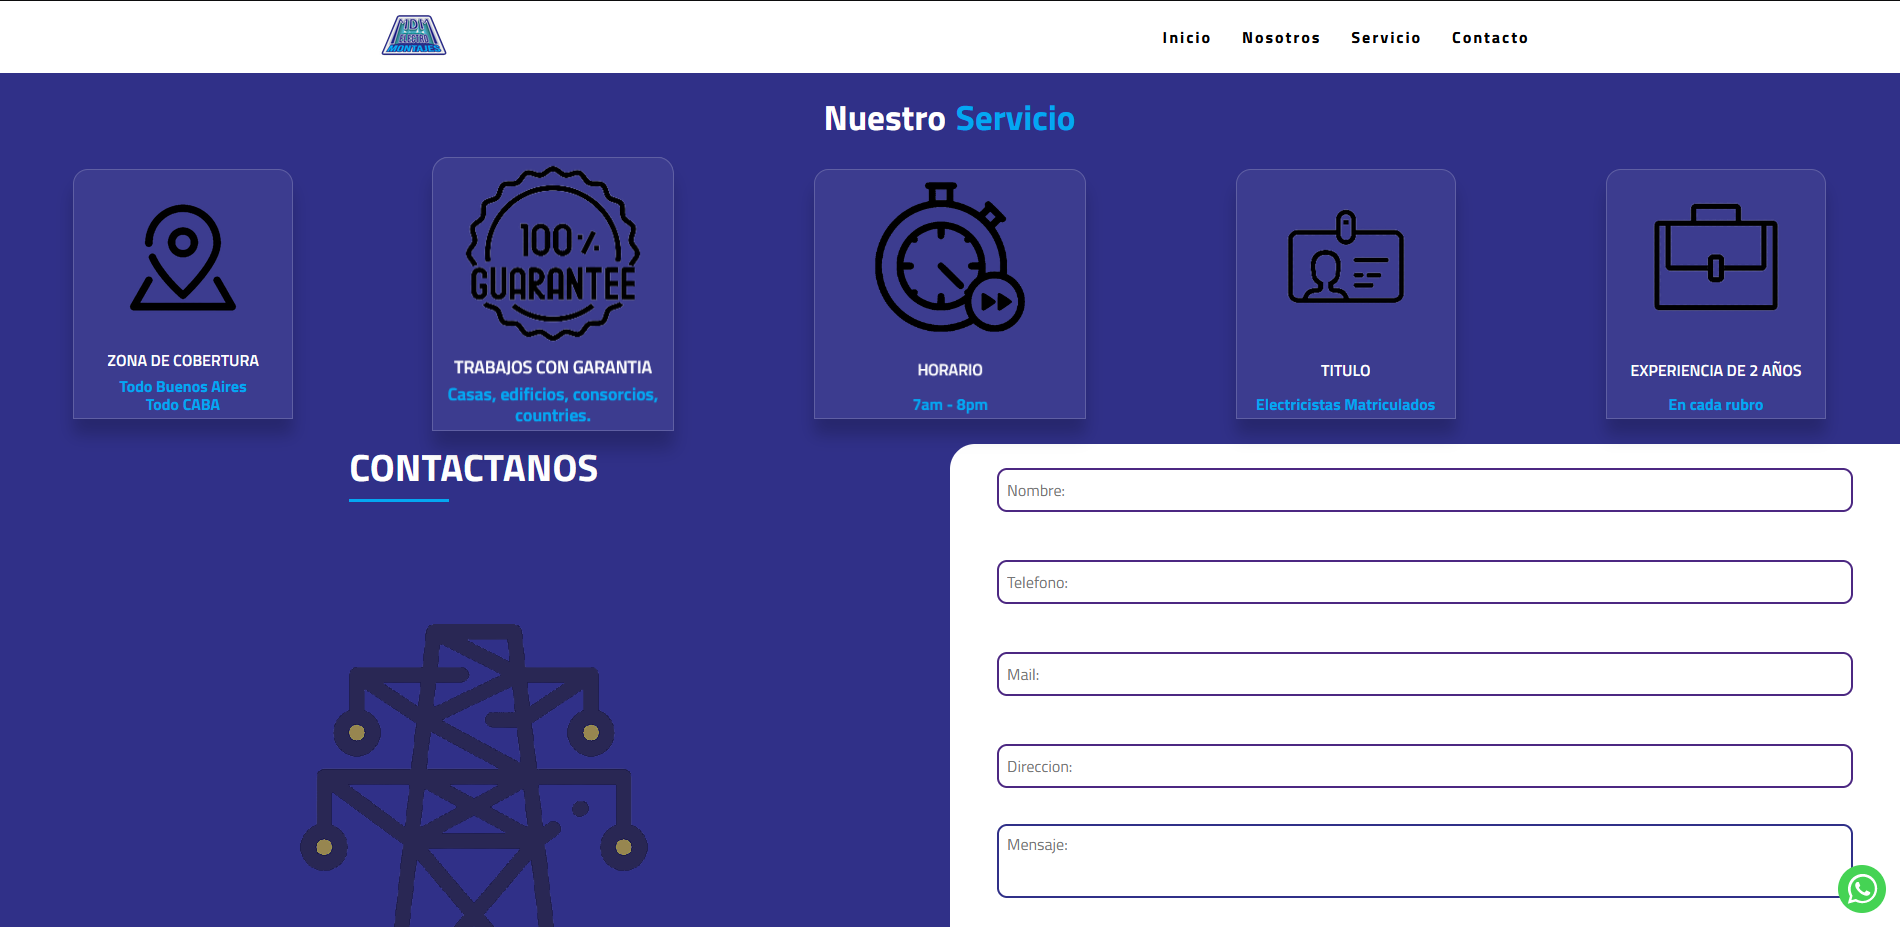 MDM
ELECTRO
MONTAJES
Inicio
Nosotros
Servicio
Contacto
Nuestro Servicio
ZONA DE COBERTURA
Todo Buenos Aires
Todo CABA
100%
GUARANTEE
TRABAJOS CON GARANTIA
Casas, edificios, consorcios,
countries.
HORARIO
7am - 8pm
TITULO
Electricistas Matriculados
EXPERIENCIA DE 2 AÑOS
En cada rubro
CONTACTANOS
Nombre:
Telefono:
Mail:
Direccion:
Mensaje: